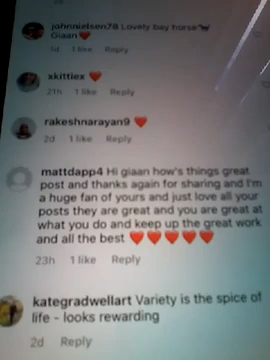 johnnielsen78 Lovely bay horse🐎
Giaan❤️
1d 1 like Reply
xkittiex ❤️
21h 1 like Reply
rakeshnarayan9 ❤️
2d 1 like Reply
mattdapp4 Hi giaan how's things great
post and thanks again for sharing and I'm
a huge fan of yours and just love all your
posts they are great and you are great at
what you do and keep up the great work
and all the best ❤️❤️❤️❤️❤️
23h 1 like Reply
kategradwellart Variety is the spice of
life - looks rewarding
2d Reply